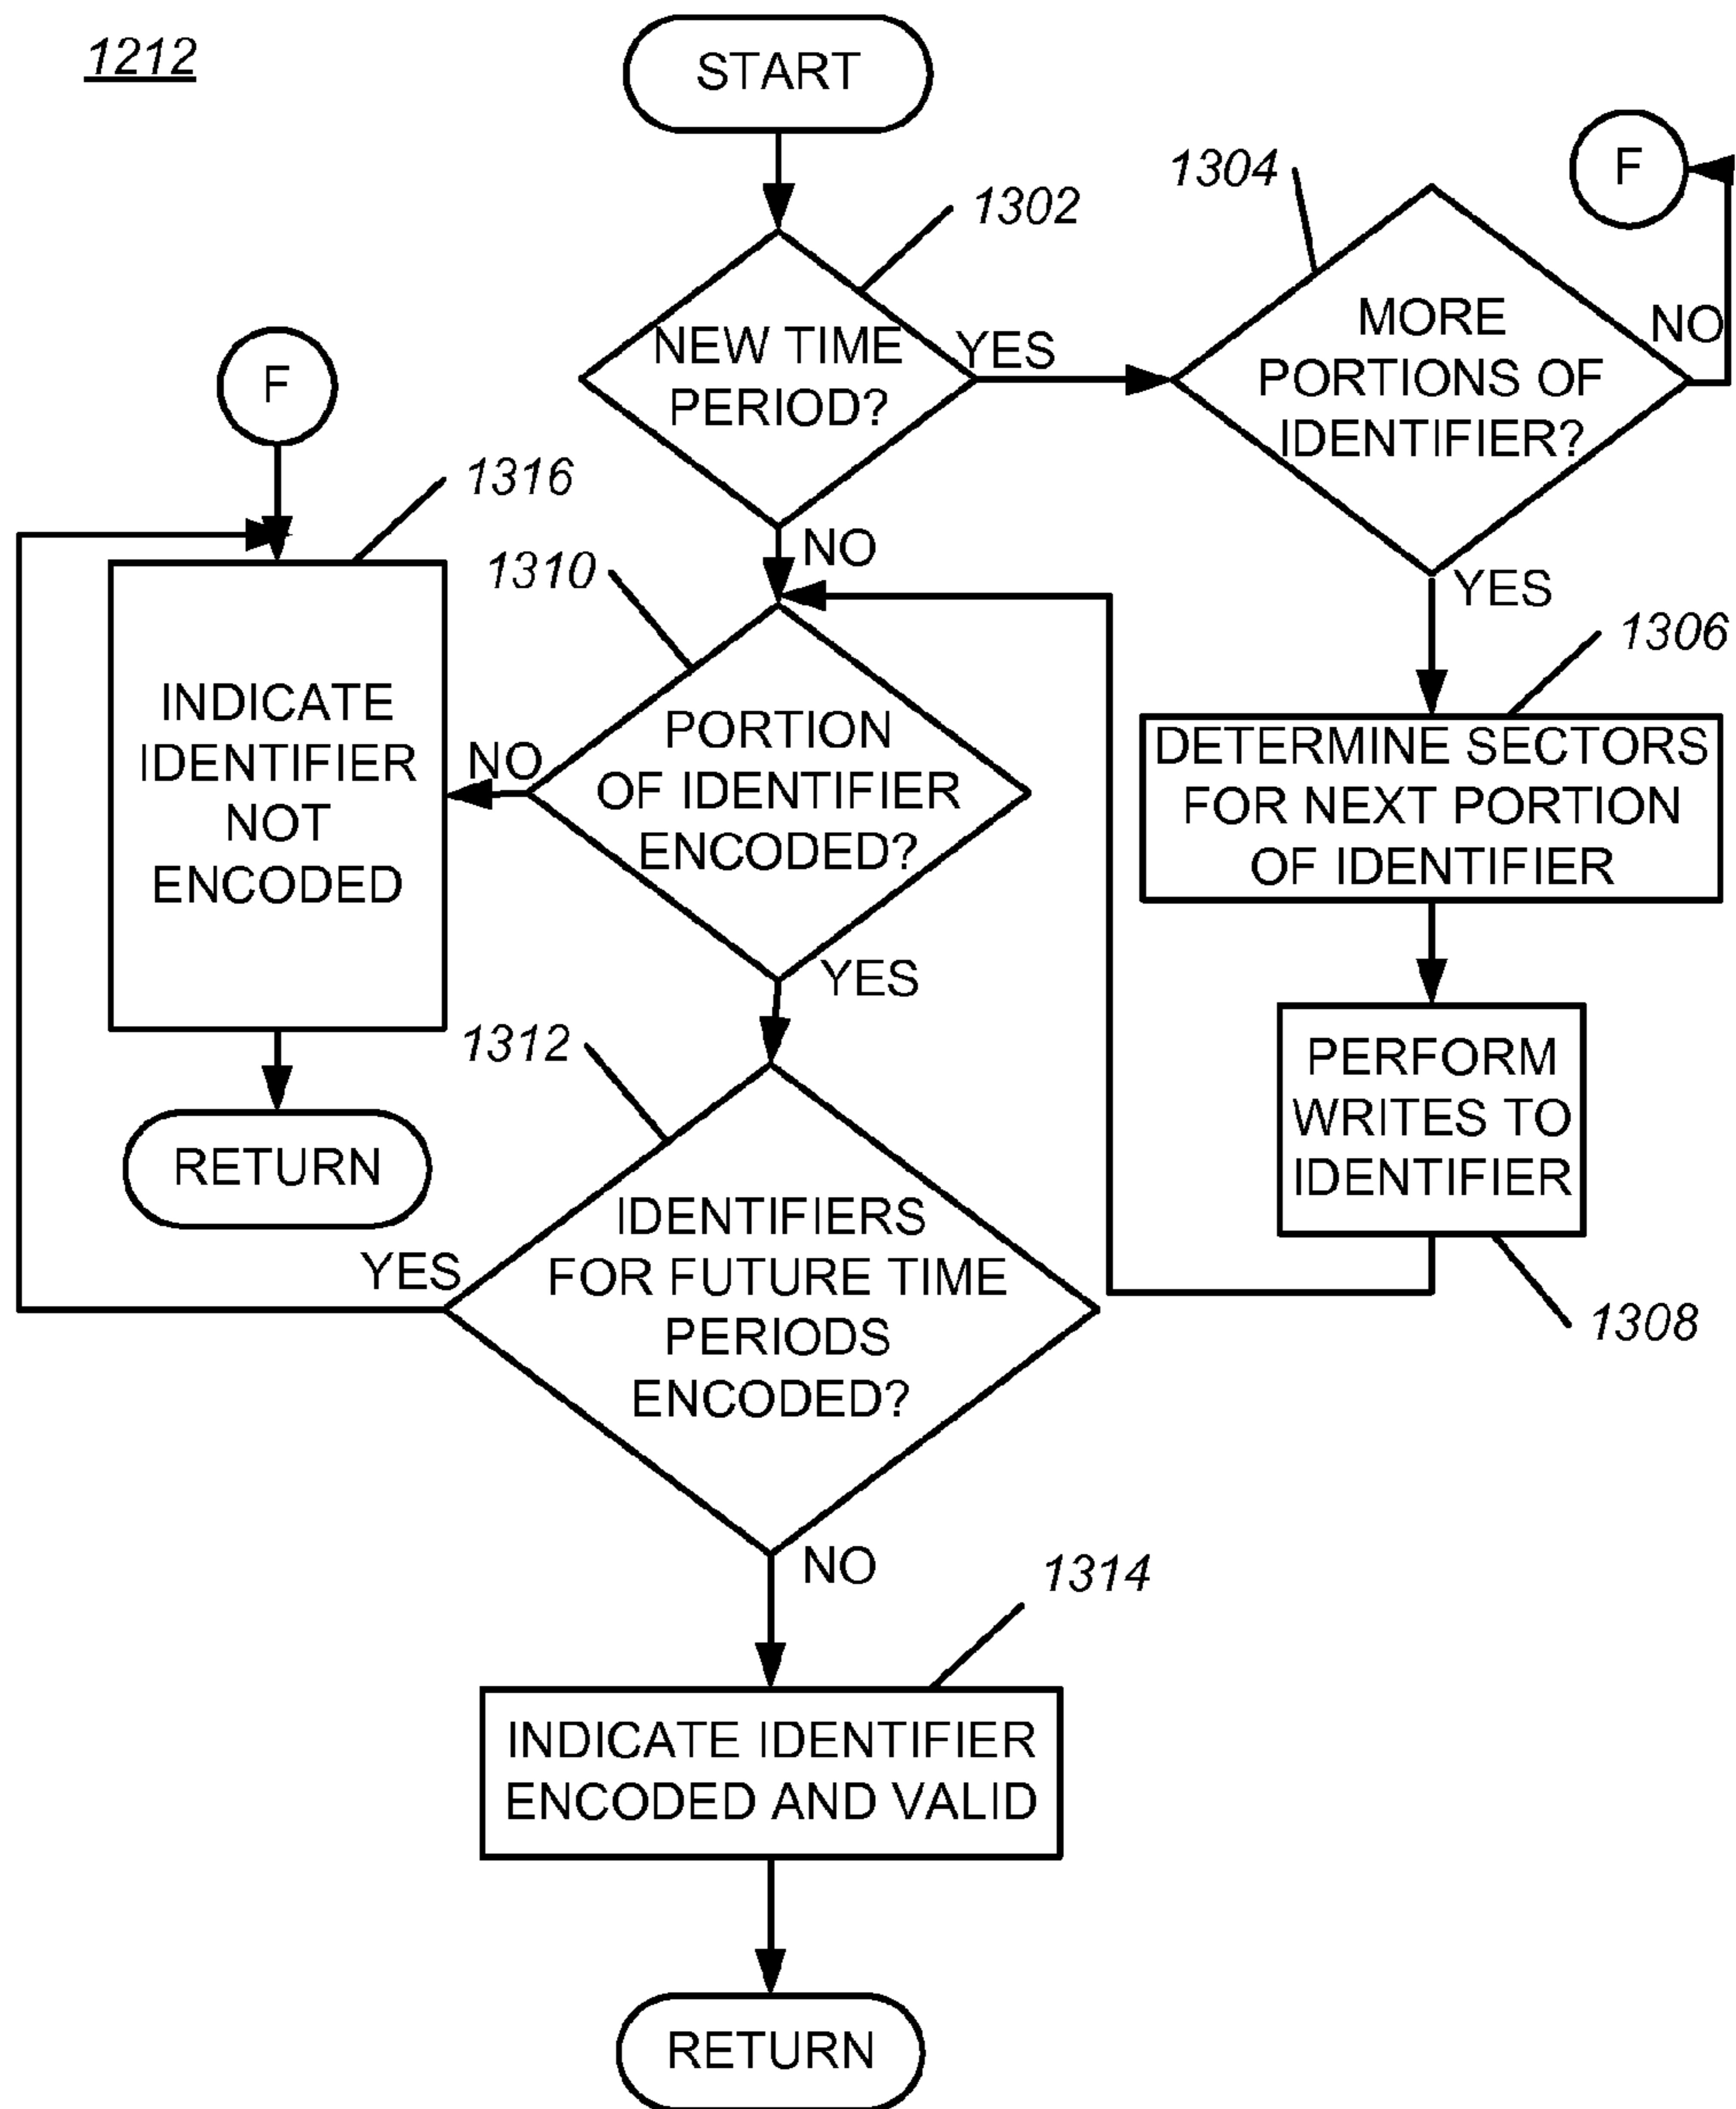 1212
START
1302
1304
F
NEW TIME
PERIOD?
YES
MORE
PORTIONS OF
IDENTIFIER?
NO
F
1316
NO
1310
YES
1306
INDICATE
IDENTIFIER
NOT
ENCODED
NO
PORTION
OF IDENTIFIER
ENCODED?
DETERMINE SECTORS
FOR NEXT PORTION
OF IDENTIFIER
YES
1312
PERFORM
WRITES TO
IDENTIFIER
RETURN
YES
IDENTIFIERS
FOR FUTURE TIME
PERIODS
ENCODED?
1308
NO
1314
INDICATE IDENTIFIER
ENCODED AND VALID
RETURN